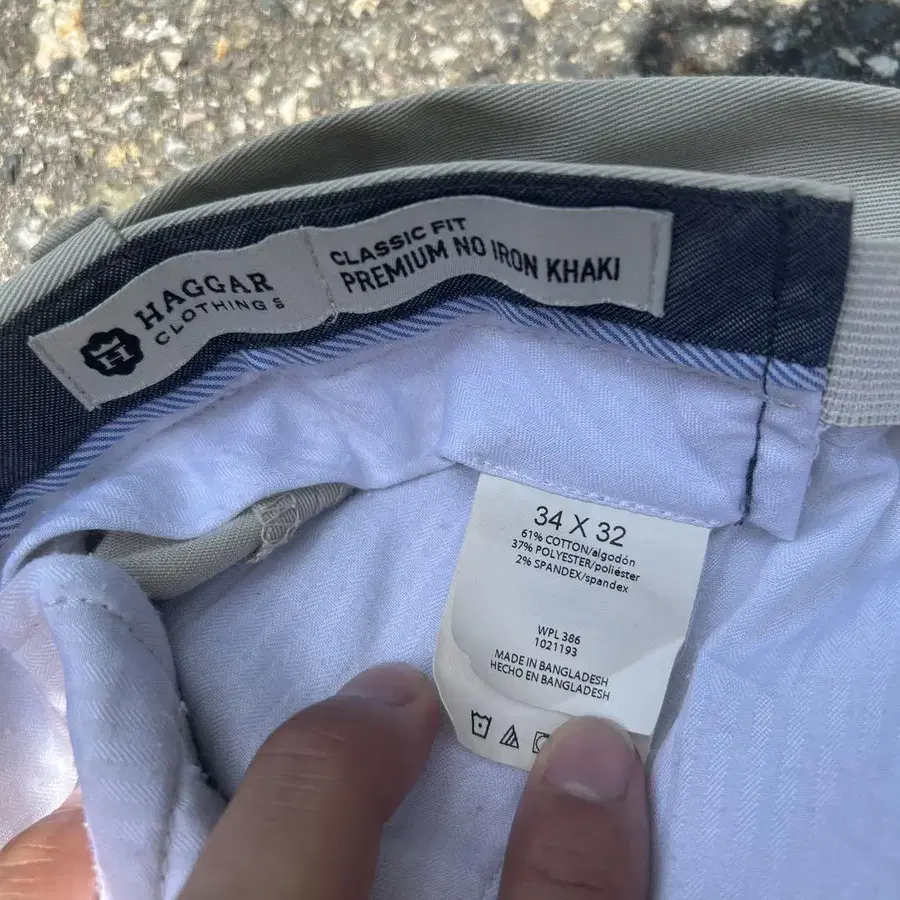 HAGGAR
CLOTHING
CLASSIC FIT
PREMIUM NO IRON KHAKI
34 X 32
61% COTTON/algodón
37% POLYESTER/poliéster
2% SPANDEX/spandex
WPL 386
1021193
MADE IN BANGLADESH
HECHO EN BANGLADESH